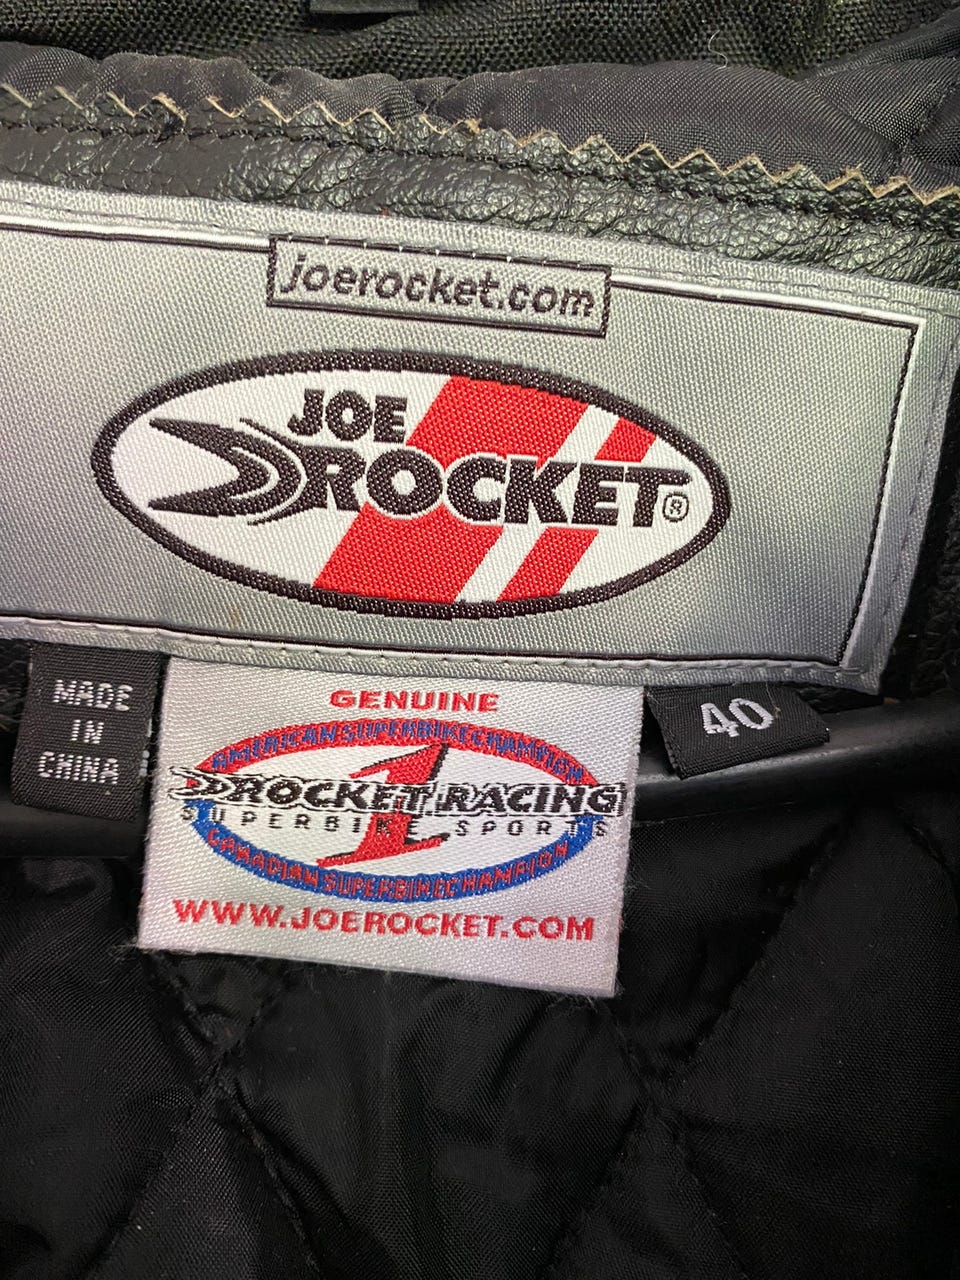 joerocket.com
JOE
ROCKET®
MADE
IN
CHINA
GENUINE
AMERICAN SUPERBIKE CHAMPION
1
ROCKET RACING
SUPERBIKE SPORTS
CANADIAN SUPERBIKE CHAMPION
WWW.JOEROCKET.COM
40